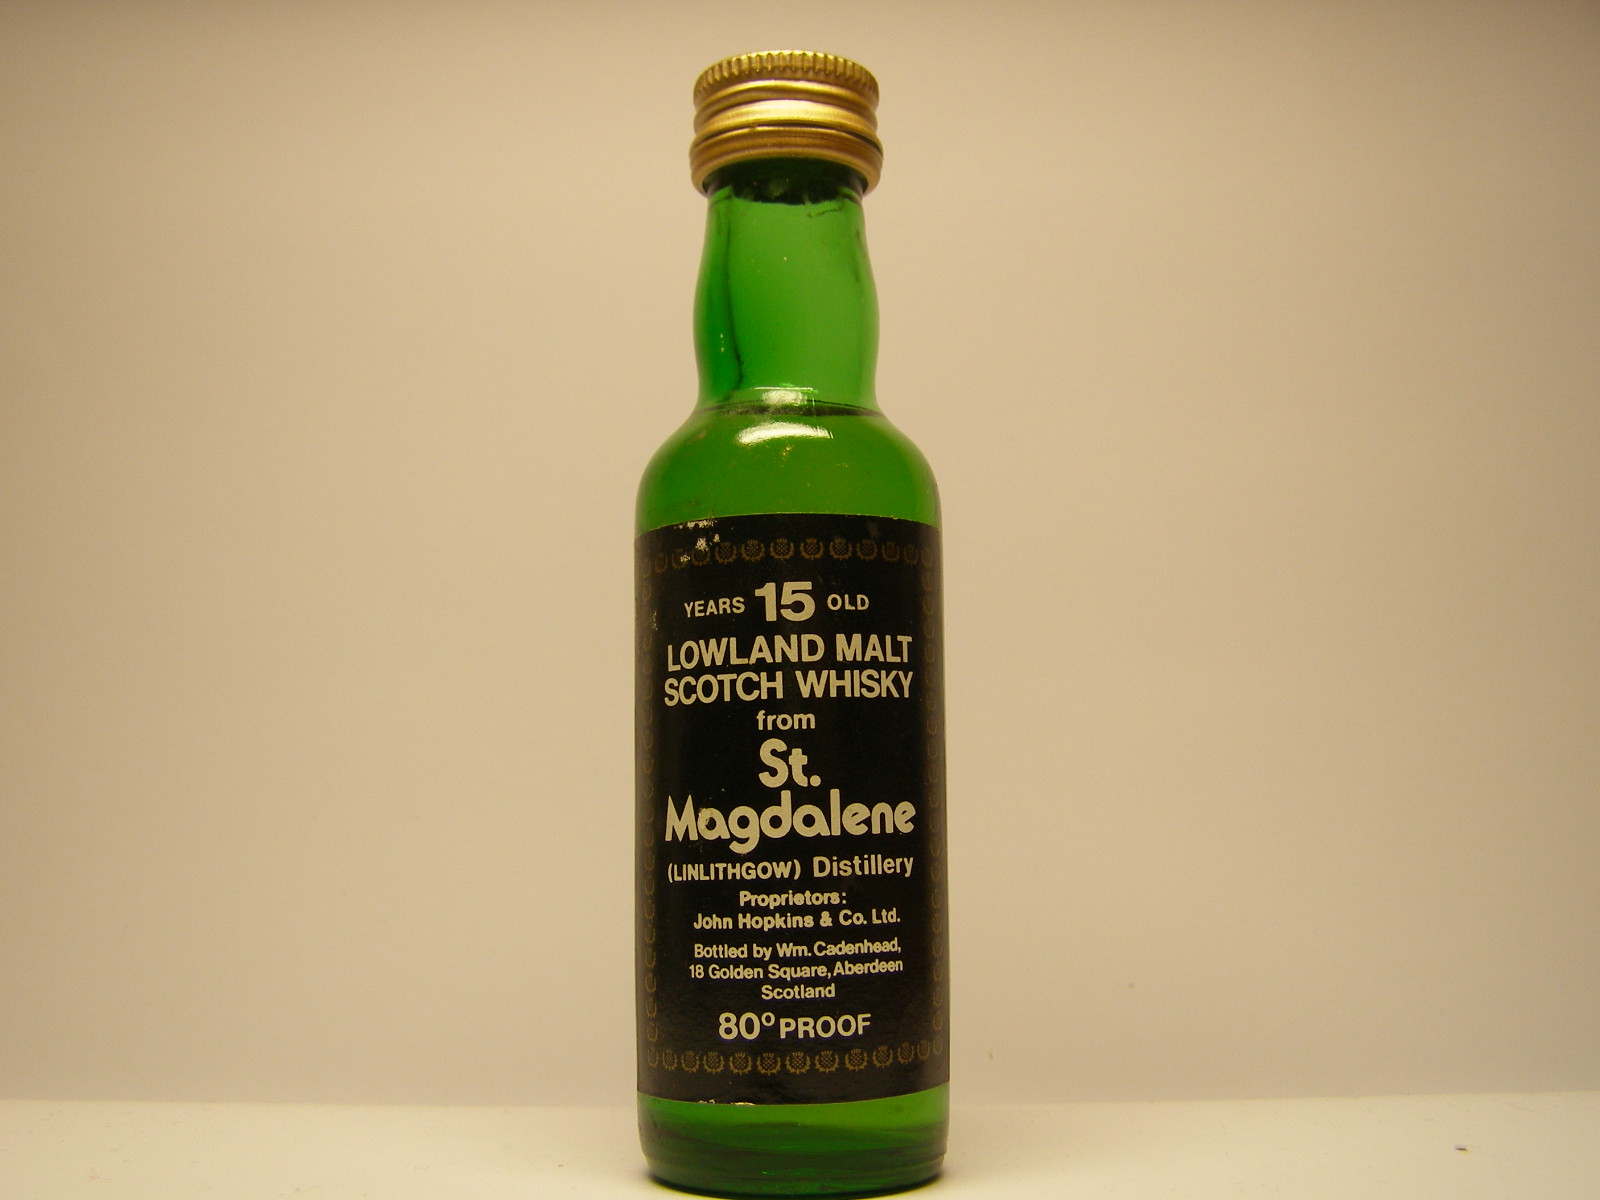 YEARS 15 OLD
LOWLAND MALT
SCOTCH WHISKY
from
St.
Magdalene
(LINLITHGOW) Distillery
Proprietors:
John Hopkins & Co. Ltd.
Bottled by Wm. Cadenhead,
18 Golden Square, Aberdeen
Scotland
80° PROOF